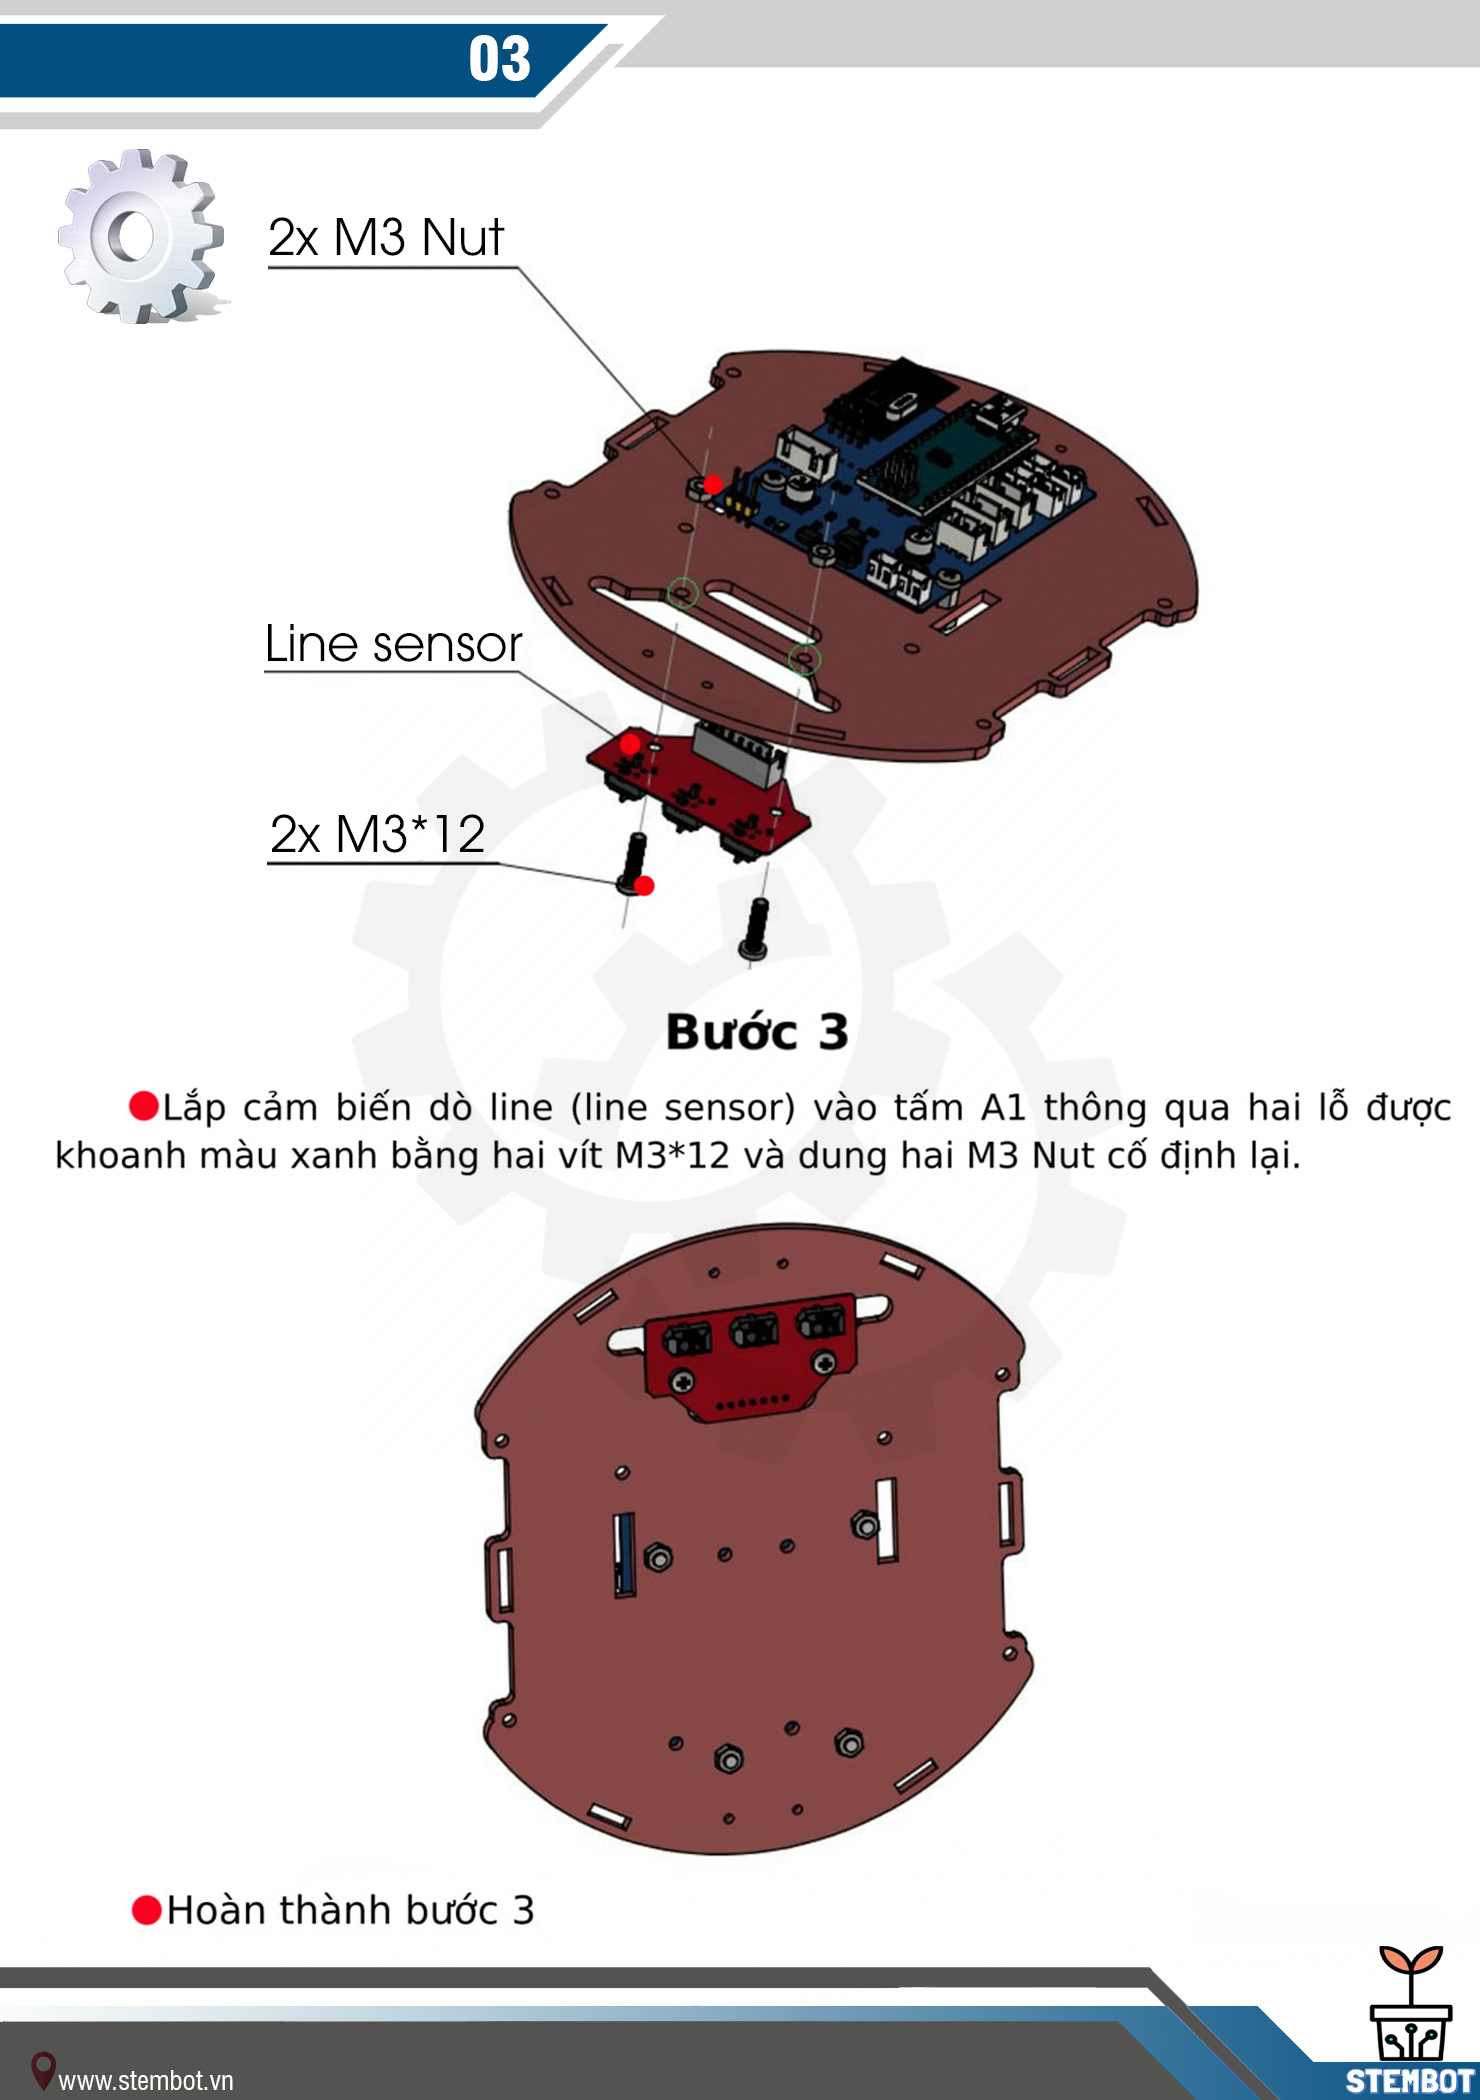 03
2x M3 Nut
Line sensor
2x M3*12
Bước 3
Lắp cảm biến dò line (line sensor) vào tấm A1 thông qua hai lỗ được
khoanh màu xanh bằng hai vít M3*12 và dung hai M3 Nut cố định lại.
Hoàn thành bước 3
www.stembot.vn
STEMBOT